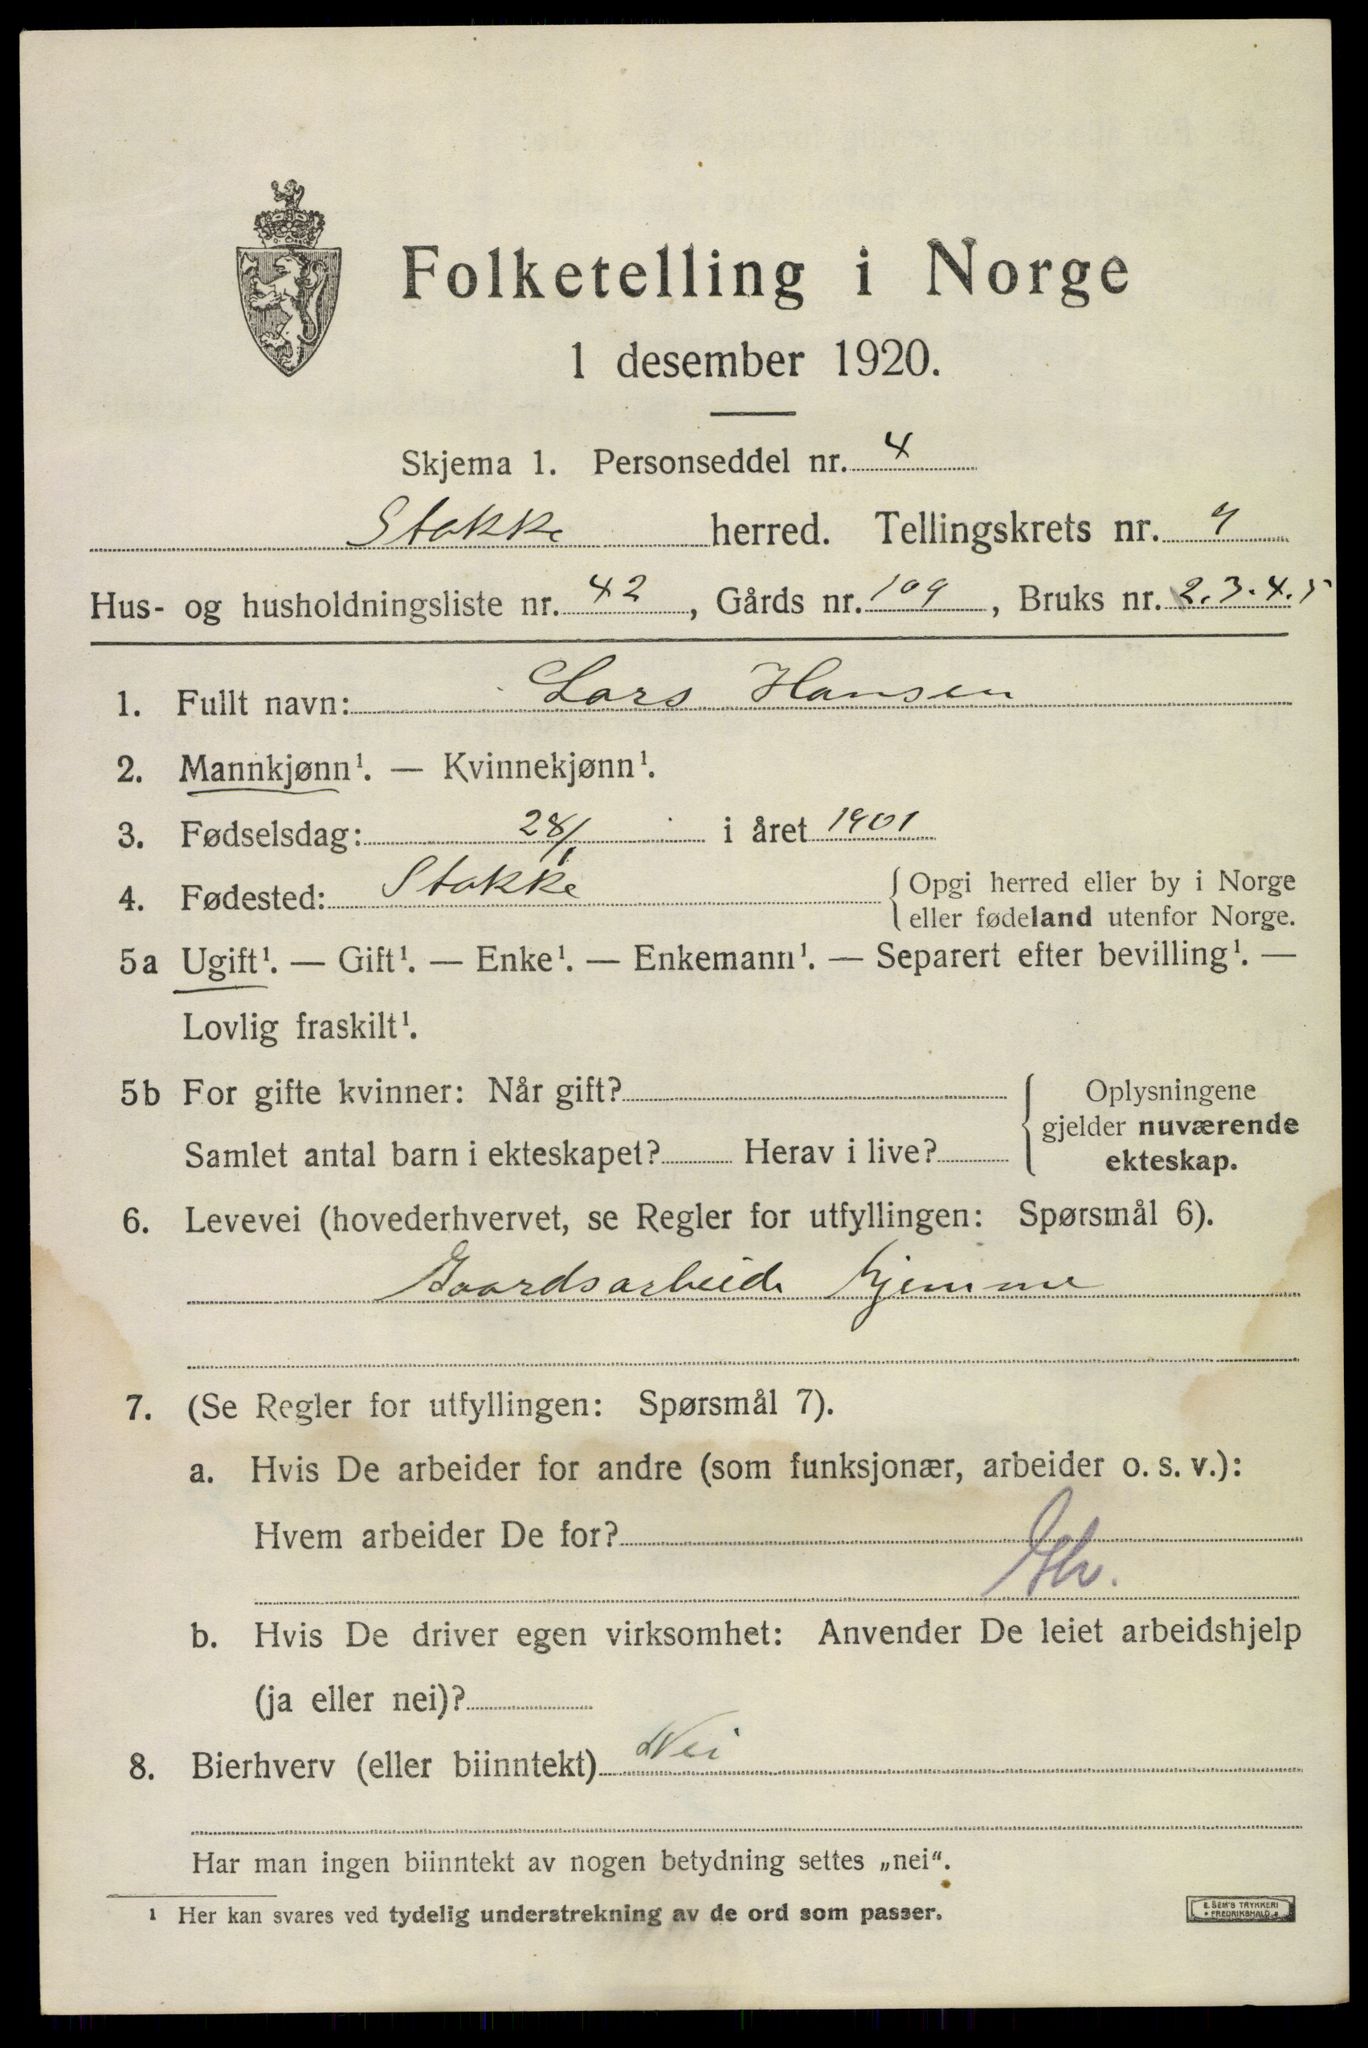 Folketelling i Norge
1 desember 1920.
Skjema 1. Personseddel nr. 4
Stokke herred. Tellingskrets nr. 9
Hus- og husholdningsliste nr. 42, Gårds nr. 109, Bruks nr. 2.3.4.5
1. Fullt navn: Lars Hansen
2. Mannkjønn¹. — Kvinnekjønn¹.
3. Fødselsdag: 28/1 i året 1901
4. Fødested: Stokke {Opgi herred eller by i Norge
eller fødeland utenfor Norge.
5a Ugift¹. — Gift¹. — Enke¹. — Enkemann¹. — Separert efter bevilling¹. —
Lovlig fraskilt¹.
5b For gifte kvinner: Når gift? { Oplysningene
gjelder nuværende
Samlet antal barn i ekteskapet? Herav i live?
ekteskap.
6. Levevei (hovederhvervet, se Regler for utfyllingen: Spørsmål 6).
Gaardsarbeide hjemme
7. (Se Regler for utfyllingen: Spørsmål 7).
a. Hvis De arbeider for andre (som funksjonær, arbeider o. s. v.):
Hvem arbeider De for?
b. Hvis De driver egen virksomhet: Anvender De leiet arbeidshjelp
(ja eller nei)?
8. Bierhverv (eller biinntekt) Nei
Har man ingen biinntekt av nogen betydning settes „nei“.
¹ Her kan svares ved tydelig understrekning av de ord som passer.
E. SEM'S TRYKKERI
FREDRIKSHALD